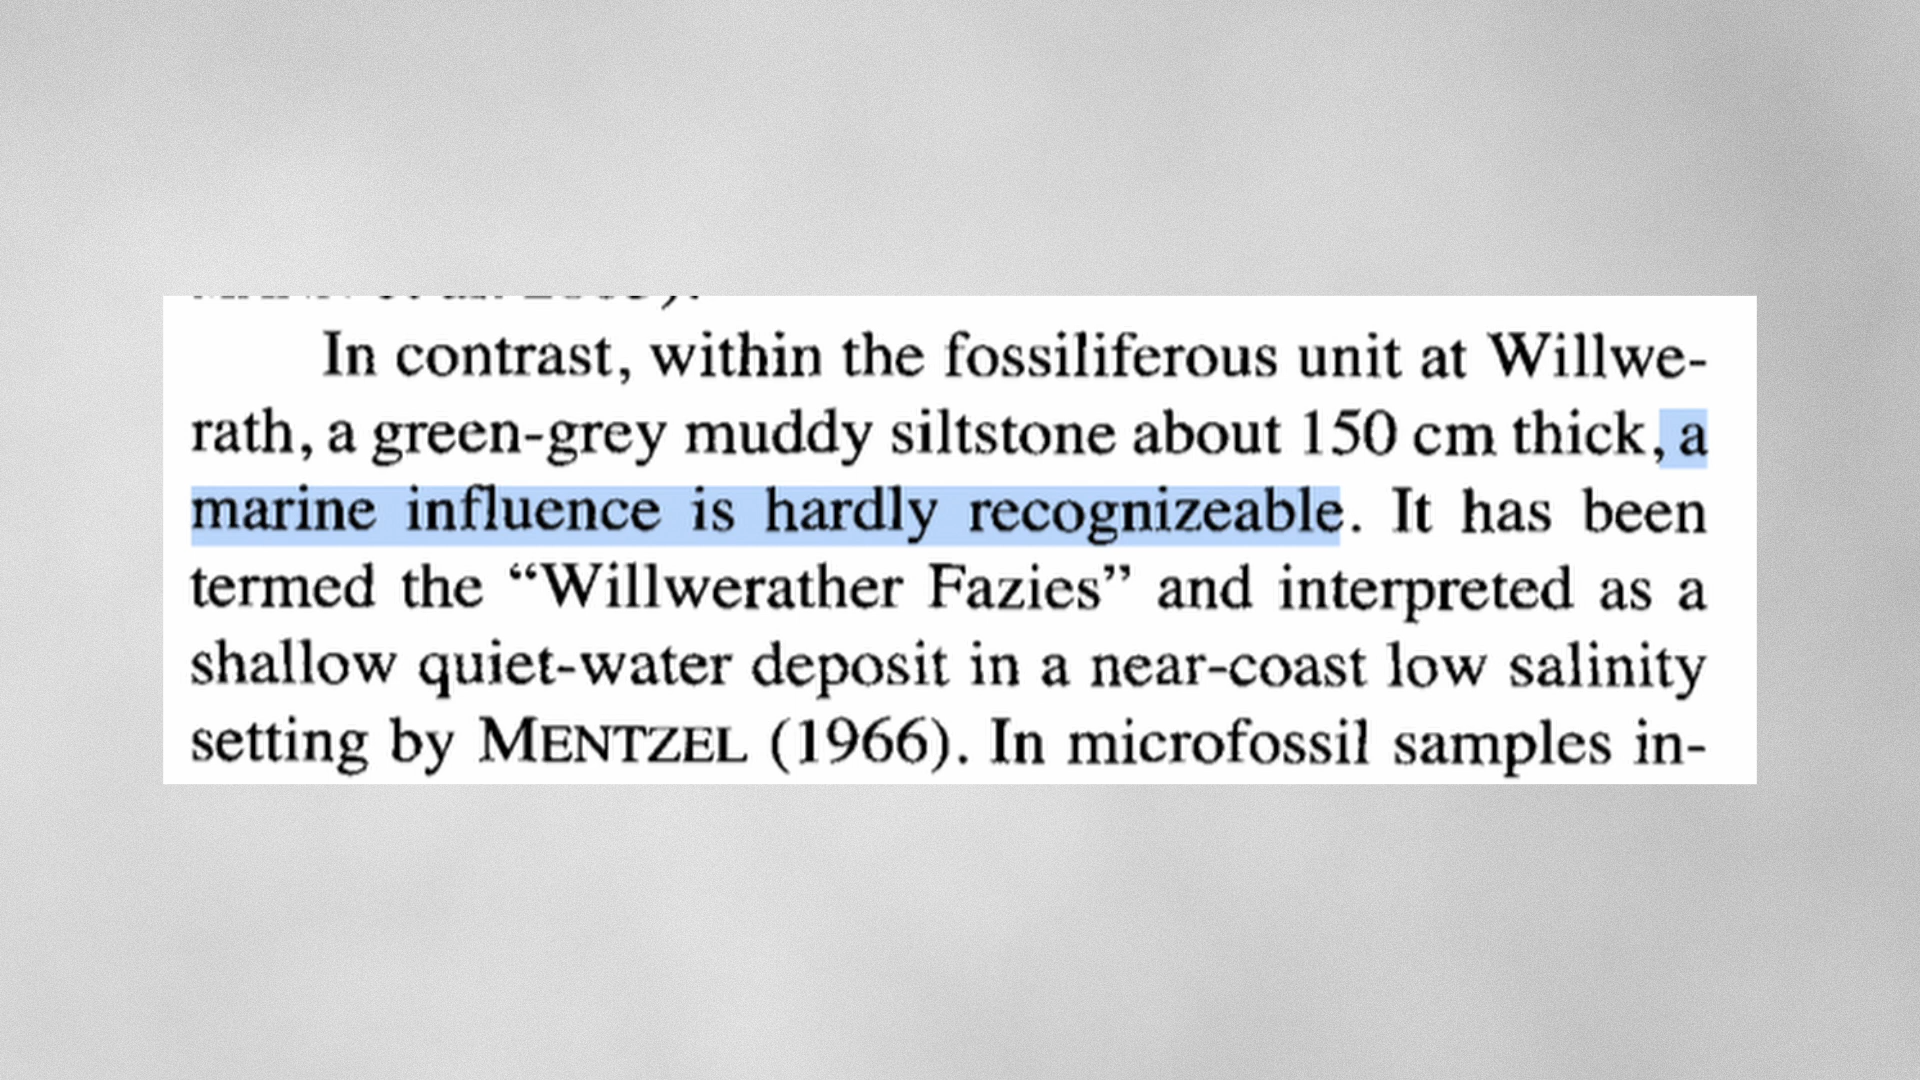 In contrast, within the fossiliferous unit at Willwe-
rath, a green-grey muddy siltstone about 150 cm thick, a
marine influence is hardly recognizeable. It has been
termed the “Willwerather Fazies” and interpreted as a
shallow quiet-water deposit in a near-coast low salinity
setting by MENTZEL (1966). In microfossil samples in-